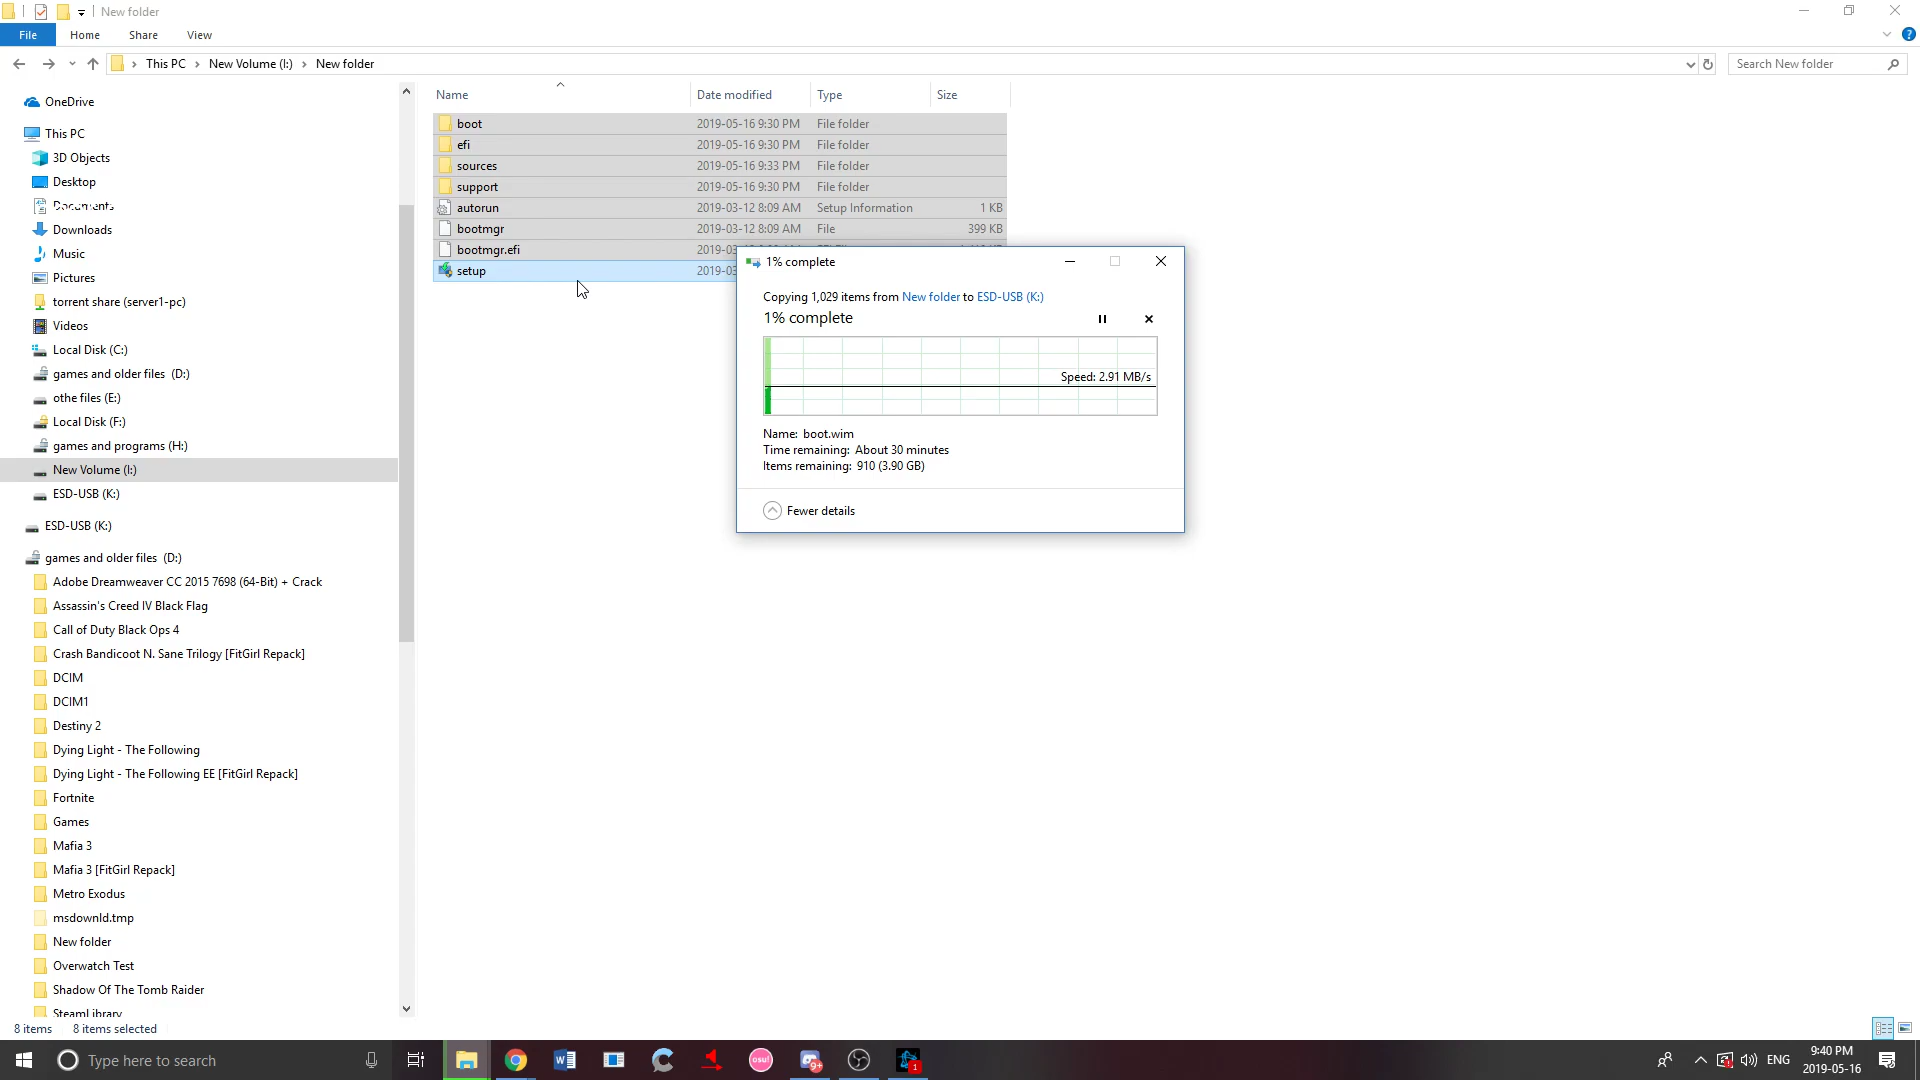 New folder
File Home Share View
This PC > New Volume (I:) > New folder
Search New folder
OneDrive
This PC
3D Objects
Desktop
Documents
Downloads
Music
Pictures
torrent share (server1-pc)
Videos
Local Disk (C:)
games and older files (D:)
othe files (E:)
Local Disk (F:)
games and programs (H:)
New Volume (I:)
ESD-USB (K:)
ESD-USB (K:)
games and older files (D:)
Adobe Dreamweaver CC 2015 7698 (64-Bit) + Crack
Assassin's Creed IV Black Flag
Call of Duty Black Ops 4
Crash Bandicoot N. Sane Trilogy [FitGirl Repack]
DCIM
DCIM1
Destiny 2
Dying Light - The Following
Dying Light - The Following EE [FitGirl Repack]
Fortnite
Games
Mafia 3
Mafia 3 [FitGirl Repack]
Metro Exodus
msdownld.tmp
New folder
Overwatch Test
Shadow Of The Tomb Raider
SteamLibrary
Name Date modified Type Size
boot 2019-05-16 9:30 PM File folder
efi 2019-05-16 9:30 PM File folder
sources 2019-05-16 9:33 PM File folder
support 2019-05-16 9:30 PM File folder
autorun 2019-03-12 8:09 AM Setup Information 1 KB
bootmgr 2019-03-12 8:09 AM File 399 KB
bootmgr.efi 2019-03
setup 2019-03
1% complete
Copying 1,029 items from New folder to ESD-USB (K:)
1% complete
Speed: 2.91 MB/s
Name: boot.wim
Time remaining: About 30 minutes
Items remaining: 910 (3.90 GB)
Fewer details
8 items 8 items selected
Type here to search
osu!
9+
1
ENG
9:40 PM
2019-05-16